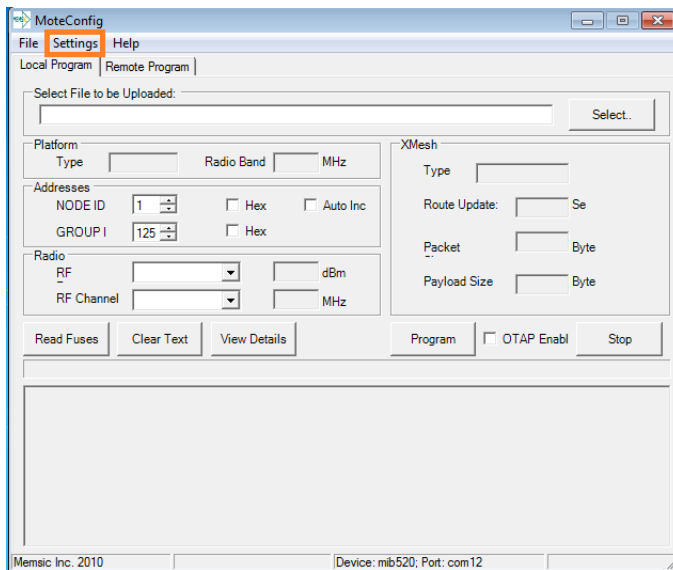 MoteConfig
File Settings Help
Local Program Remote Program
Select File to be Uploaded:
Select..
Platform
Type Radio Band MHz
XMesh
Type
Addresses
NODE ID 1 Hex Auto Inc
Route Update: Se
GROUP I 125 Hex
Packet Byte
Radio
RF dBm
Payload Size Byte
RF Channel MHz
Read Fuses Clear Text View Details Program OTAP Enabl Stop
Memsic Inc. 2010 Device: mib520; Port: com12